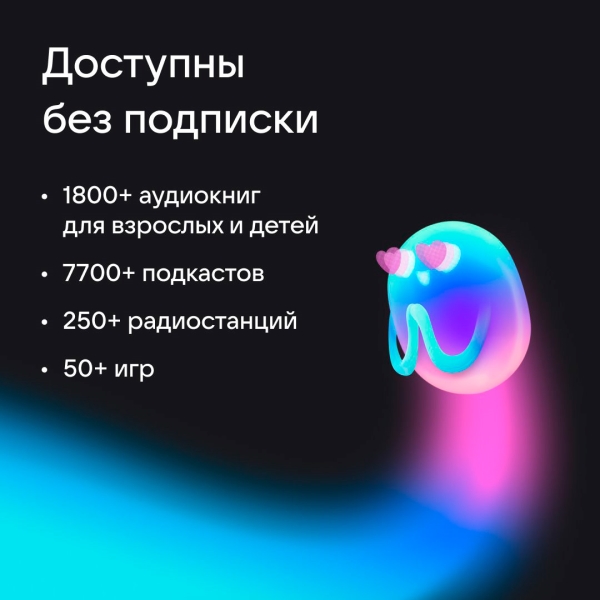 Доступны
без подписки
• 1800+ аудиокниг
для взрослых и детей
• 7700+ подкастов
• 250+ радиостанций
• 50+ игр